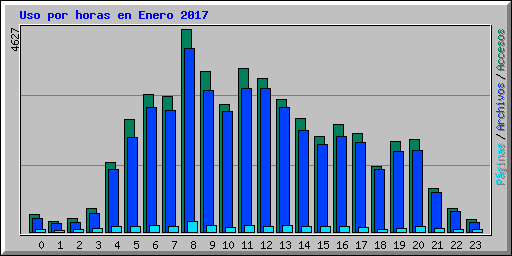 Uso por horas en Enero 2017
4627
Páginas / Archivos / Accesos
0 1 2 3 4 5 6 7 8 9 10 11 12 13 14 15 16 17 18 19 20 21 22 23